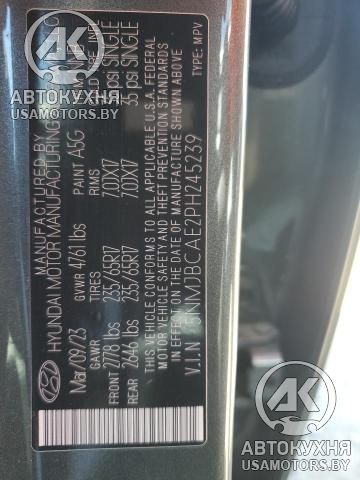 MANUFACTURED BY
HYUNDAI MOTOR MANUFACTURING
Mar/09/23 GVWR 4761 lbs PAINT A5G
GAWR TIRES RIMS
FRONT 2778 lbs 235/65R17 7.0JX17 35 psi SINGLE
REAR 2646 lbs 235/65R17 7.0JX17 35 psi SINGLE
THIS VEHICLE CONFORMS TO ALL APPLICABLE U.S.A. FEDERAL
MOTOR VEHICLE SAFETY AND BUMPER STANDARDS
AND THEFT PREVENTION STANDARDS
IN EFFECT ON THE DATE OF MANUFACTURE SHOWN ABOVE
V.I.N : 5NMJBCAE2PH245239 TYPE: MPV
АВТОКУХНЯ
USAMOTORS.BY
АВТОКУХНЯ
USAMOTORS.BY